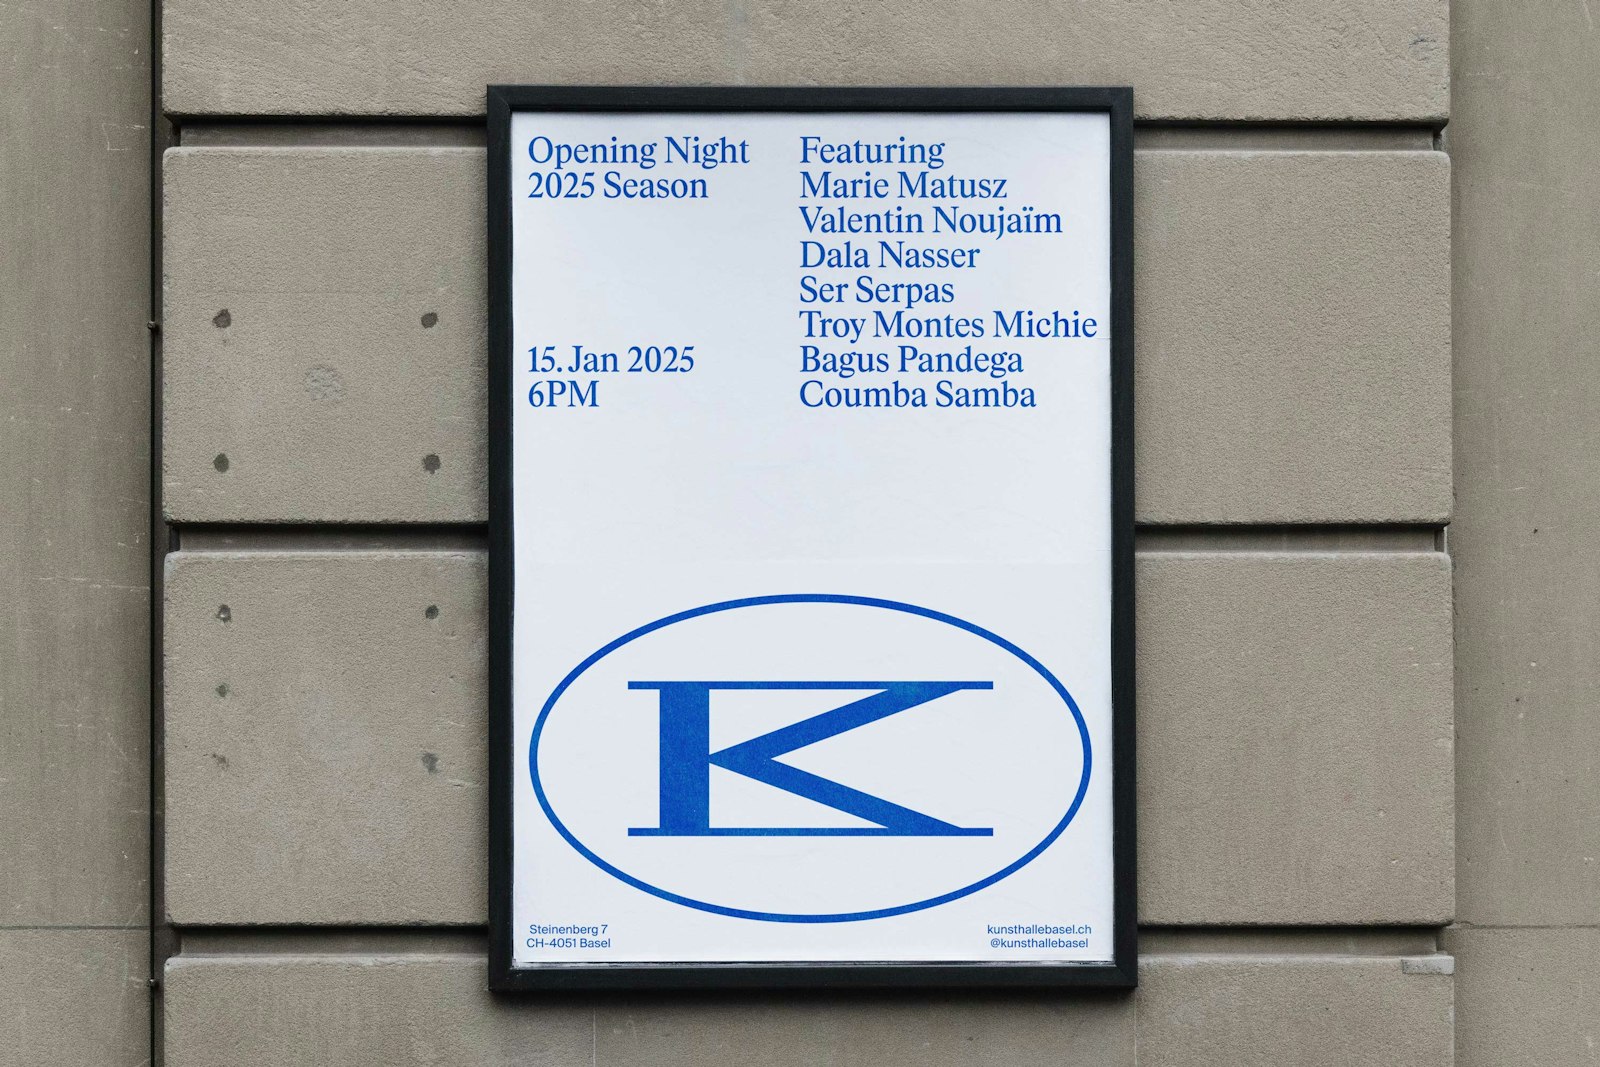 Opening Night
2025 Season
15. Jan 2025
6PM
Featuring
Marie Matusz
Valentin Noujaïm
Dala Nasser
Ser Serpas
Troy Montes Michie
Bagus Pandega
Coumba Samba
K
Steinenberg 7
CH-4051 Basel
kunsthallebasel.ch
@kunsthallebasel